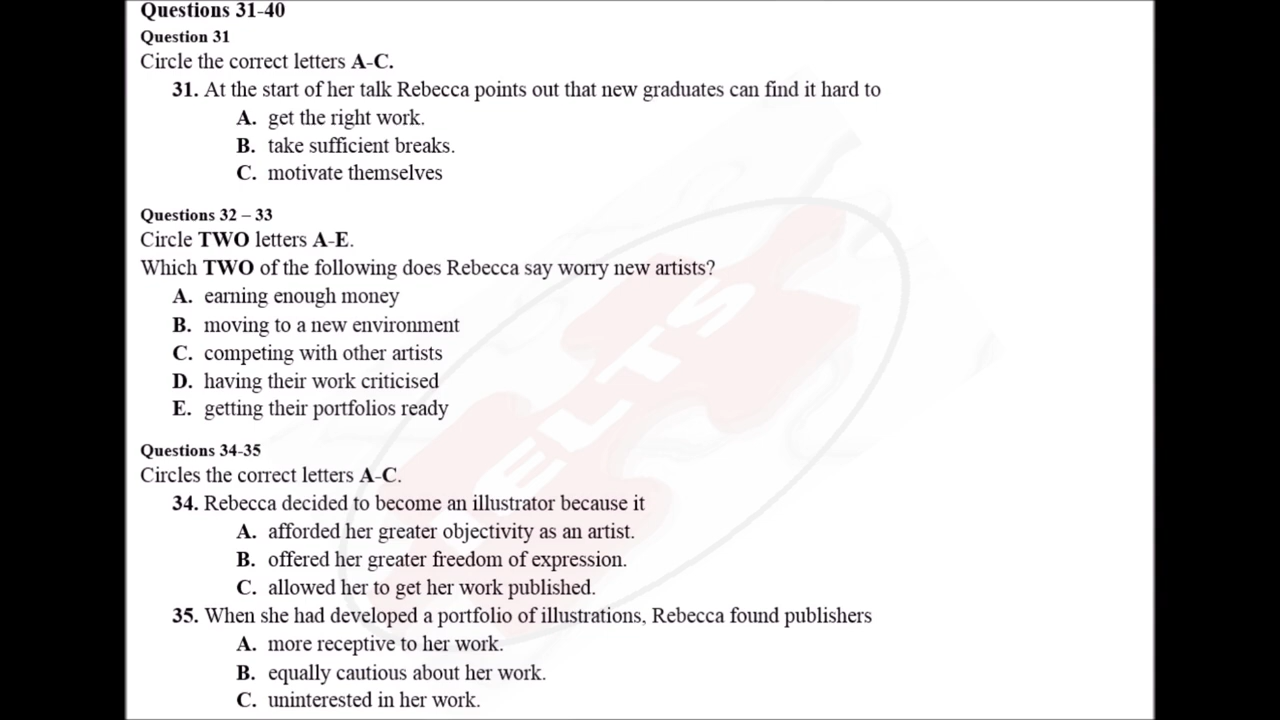 Questions 31-40
Question 31
Circle the correct letters A-C.
31. At the start of her talk Rebecca points out that new graduates can find it hard to
A. get the right work.
B. take sufficient breaks.
C. motivate themselves
Questions 32 – 33
Circle TWO letters A-E.
Which TWO of the following does Rebecca say worry new artists?
A. earning enough money
B. moving to a new environment
C. competing with other artists
D. having their work criticised
E. getting their portfolios ready
Questions 34-35
Circles the correct letters A-C.
34. Rebecca decided to become an illustrator because it
A. afforded her greater objectivity as an artist.
B. offered her greater freedom of expression.
C. allowed her to get her work published.
35. When she had developed a portfolio of illustrations, Rebecca found publishers
A. more receptive to her work.
B. equally cautious about her work.
C. uninterested in her work.
IELTS